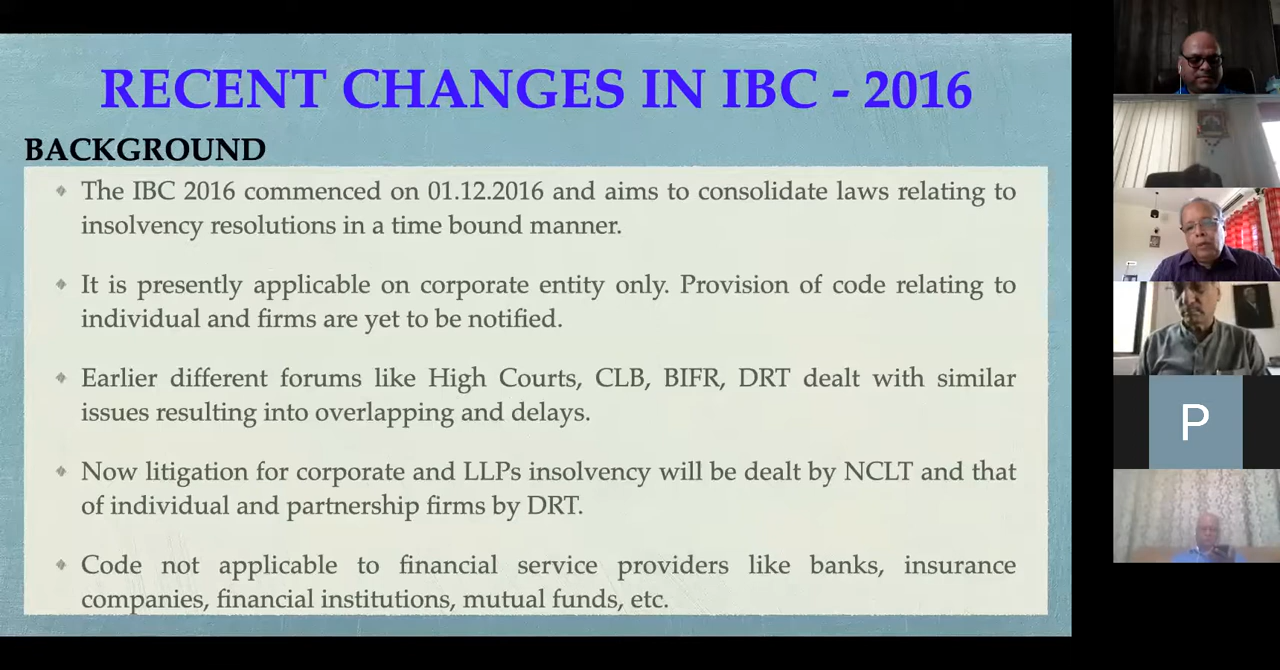 RECENT CHANGES IN IBC - 2016
BACKGROUND
The IBC 2016 commenced on 01.12.2016 and aims to consolidate laws relating to
insolvency resolutions in a time bound manner.
It is presently applicable on corporate entity only. Provision of code relating to
individual and firms are yet to be notified.
Earlier different forums like High Courts, CLB, BIFR, DRT dealt with similar
issues resulting into overlapping and delays.
Now litigation for corporate and LLPs insolvency will be dealt by NCLT and that
of individual and partnership firms by DRT.
Code not applicable to financial service providers like banks, insurance
companies, financial institutions, mutual funds, etc.
P